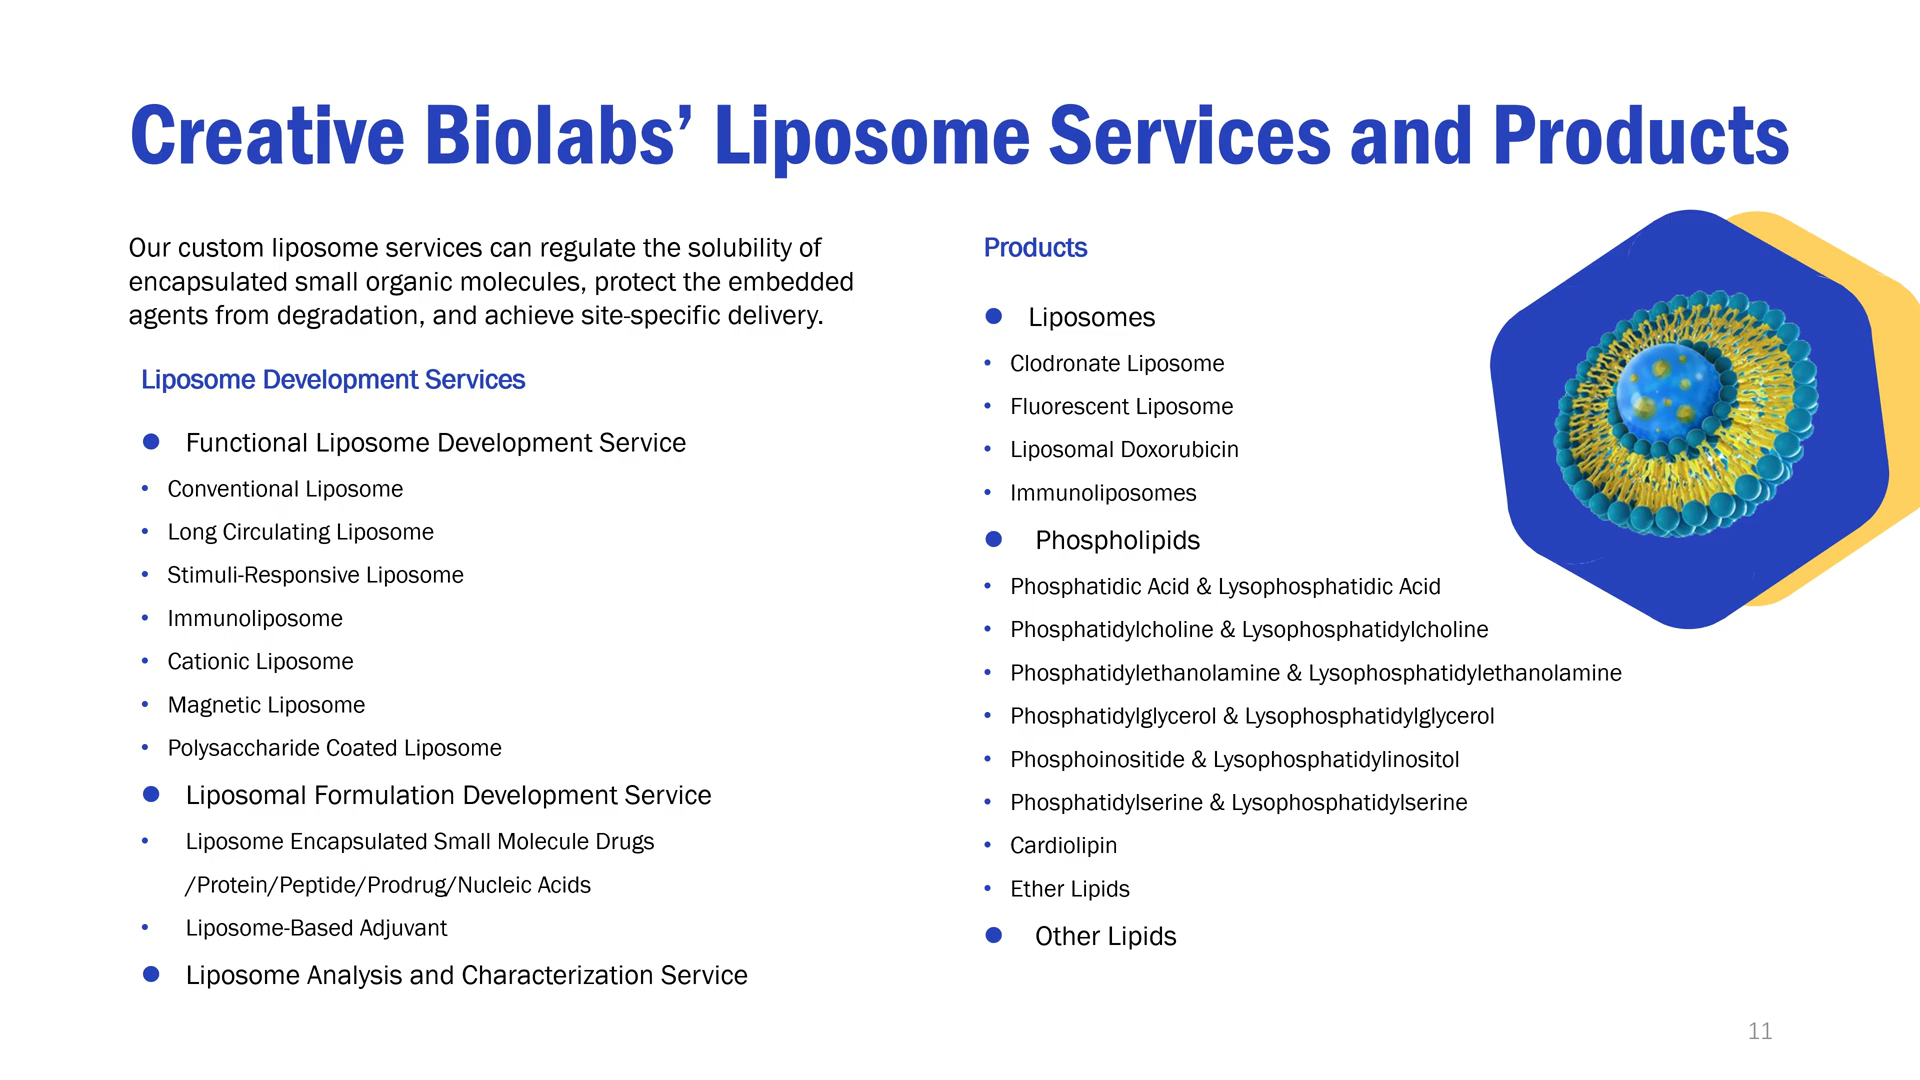 Creative Biolabs’ Liposome Services and Products
Our custom liposome services can regulate the solubility of
encapsulated small organic molecules, protect the embedded
agents from degradation, and achieve site-specific delivery.
Liposome Development Services
● Functional Liposome Development Service
• Conventional Liposome
• Long Circulating Liposome
• Stimuli-Responsive Liposome
• Immunoliposome
• Cationic Liposome
• Magnetic Liposome
• Polysaccharide Coated Liposome
● Liposomal Formulation Development Service
• Liposome Encapsulated Small Molecule Drugs
/Protein/Peptide/Prodrug/Nucleic Acids
• Liposome-Based Adjuvant
● Liposome Analysis and Characterization Service
Products
● Liposomes
• Clodronate Liposome
• Fluorescent Liposome
• Liposomal Doxorubicin
• Immunoliposomes
● Phospholipids
• Phosphatidic Acid & Lysophosphatidic Acid
• Phosphatidylcholine & Lysophosphatidylcholine
• Phosphatidylethanolamine & Lysophosphatidylethanolamine
• Phosphatidylglycerol & Lysophosphatidylglycerol
• Phosphoinositide & Lysophosphatidylinositol
• Phosphatidylserine & Lysophosphatidylserine
• Cardiolipin
• Ether Lipids
● Other Lipids
11